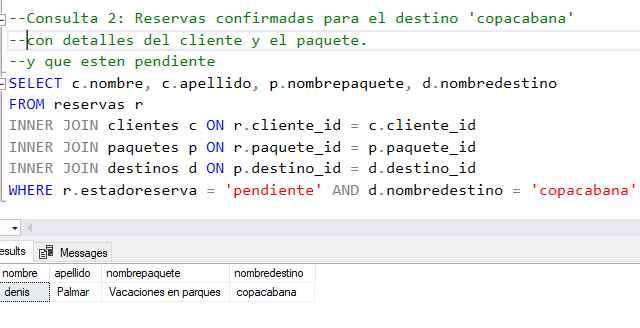 --Consulta 2: Reservas confirmadas para el destino 'copacabana'
--con detalles del cliente y el paquete.
--y que esten pendiente
SELECT c.nombre, c.apellido, p.nombrepaquete, d.nombredestino
FROM reservas r
INNER JOIN clientes c ON r.cliente_id = c.cliente_id
INNER JOIN paquetes p ON r.paquete_id = p.paquete_id
INNER JOIN destinos d ON p.destino_id = d.destino_id
WHERE r.estadoreserva = 'pendiente' AND d.nombredestino = 'copacabana'
esults Messages
nombre apellido nombrepaquete nombredestino
denis Palmar Vacaciones en parques copacabana